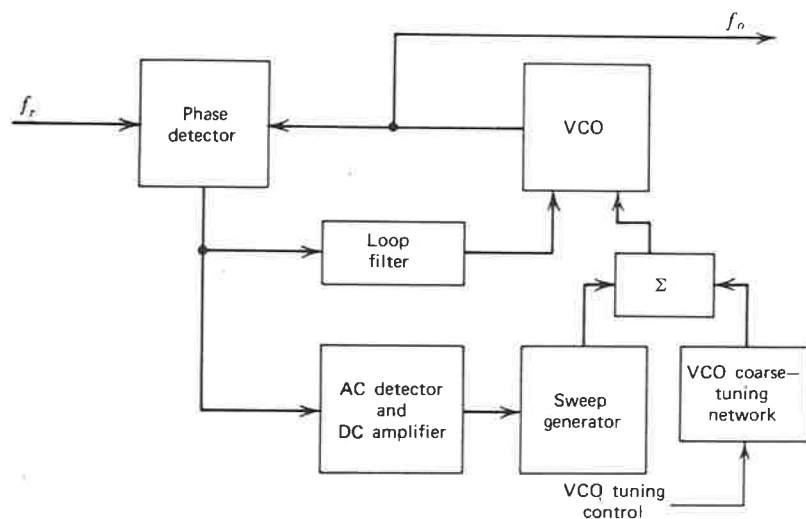 f_o
f_r
Phase
detector
VCO
Loop
filter
Σ
AC detector
and
DC amplifier
Sweep
generator
VCO coarse—
tuning
network
VCO tuning
control